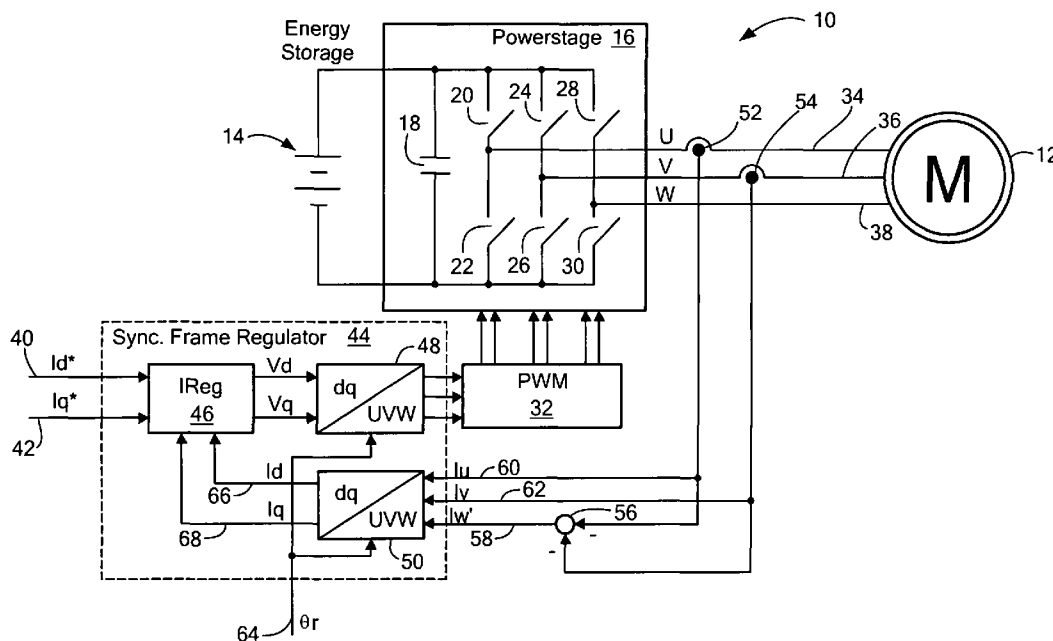 Energy
Storage
Powerstage 16
10
14
18
20
24
28
22
26
30
U
V
W
52
54
34
36
38
12
M
Sync. Frame Regulator 44
40
Id*
Iq*
42
IReg
46
Vd
Vq
48
dq
UVW
PWM
32
Id
66
Iq
68
dq
UVW
50
Iu
60
Iv
62
Iw'
58
56
-
-
64
θr